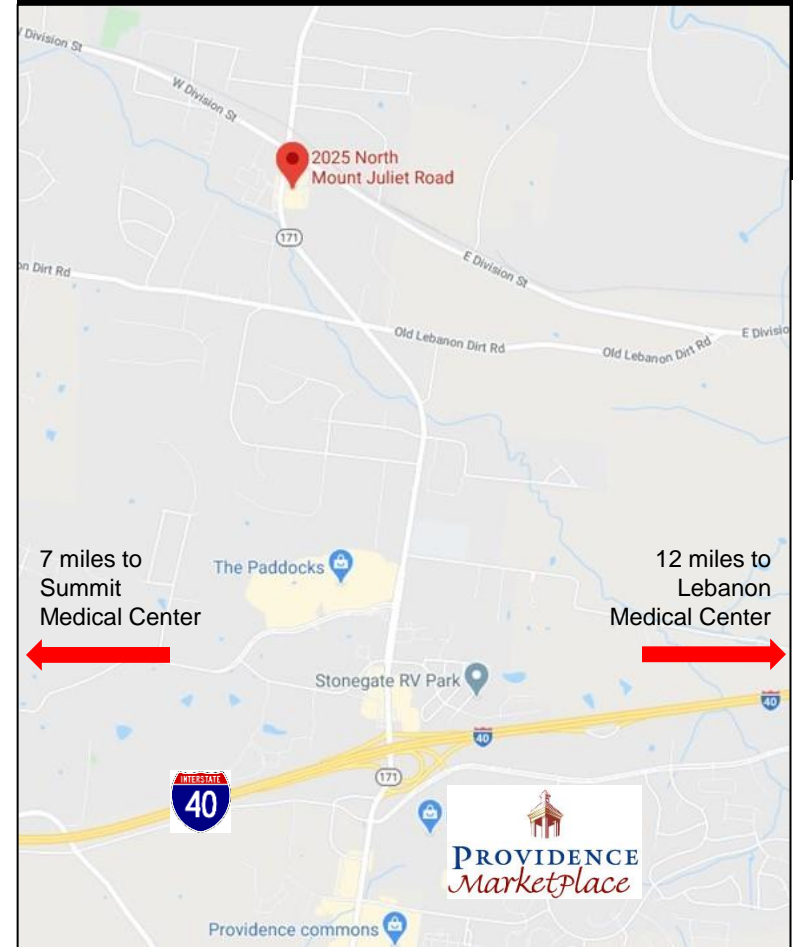 Division St
W Division St
2025 North
Mount Juliet Road
171
E Division St
on Dirt Rd
Old Lebanon Dirt Rd
Old Lebanon Dirt Rd
E Divisio
7 miles to
Summit
Medical Center
The Paddocks
12 miles to
Lebanon
Medical Center
Stonegate RV Park
40
40
INTERSTATE
40
171
PROVIDENCE
MarketPlace
Providence commons